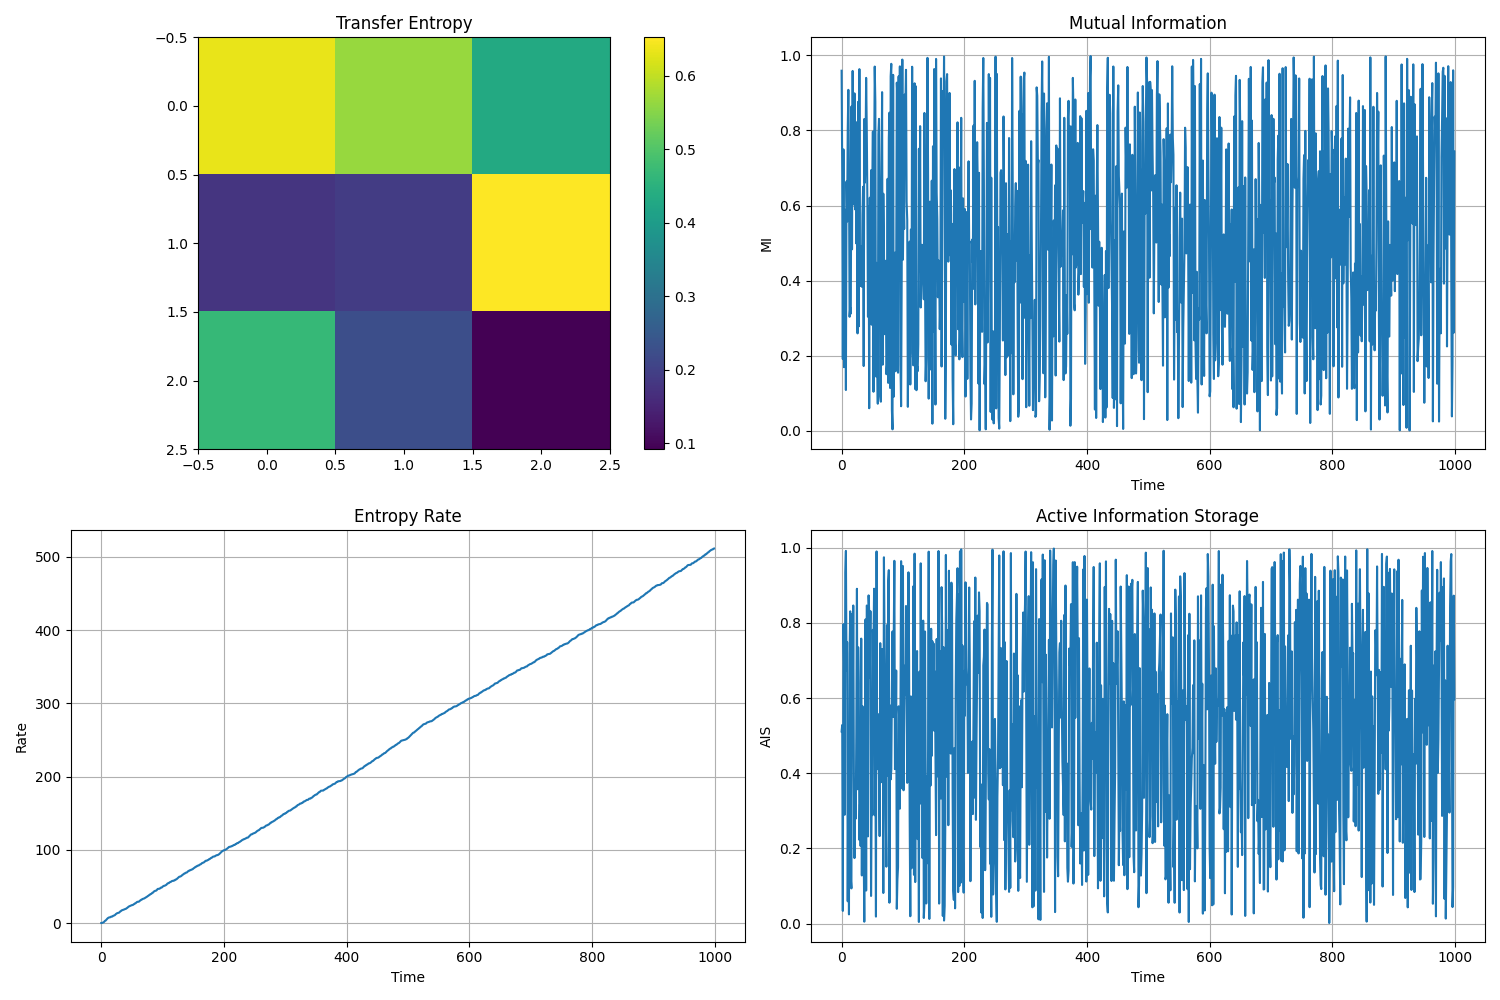 Transfer Entropy
−0.5
0.0
0.5
1.0
1.5
2.0
2.5
−0.5 0.0 0.5 1.0 1.5 2.0 2.5
0.6
0.5
0.4
0.3
0.2
0.1
Mutual Information
1.0
0.8
0.6
0.4
0.2
0.0
MI
0 200 400 600 800 1000
Time
Entropy Rate
500
400
300
200
100
0
Rate
0 200 400 600 800 1000
Time
Active Information Storage
1.0
0.8
0.6
0.4
0.2
0.0
AIS
0 200 400 600 800 1000
Time